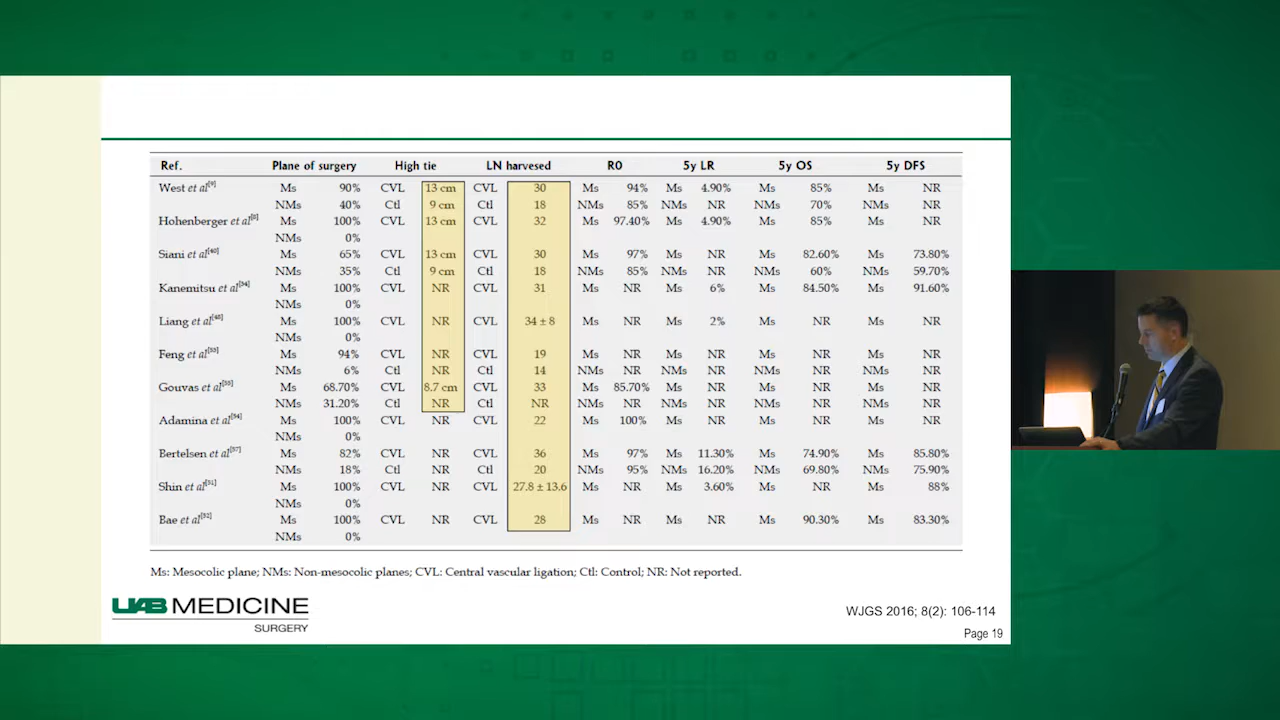 Ref. Plane of surgery High tie LN harvesed R0 5y LR 5y OS 5y DFS
West et al[9] Ms 90% CVL 13 cm CVL 30 Ms 94% Ms 4.90% Ms 85% Ms NR
NMs 40% Ctl 9 cm Ctl 18 NMs 85% NMs NR NMs 70% NMs NR
Hohenberger et al[8] Ms 100% CVL 13 cm CVL 32 Ms 97.40% Ms 4.90% Ms 85% Ms NR
NMs 0%
Siani et al[40] Ms 65% CVL 13 cm CVL 30 Ms 97% Ms NR Ms 82.60% Ms 73.80%
NMs 35% Ctl 9 cm Ctl 18 NMs 85% NMs NR NMs 60% NMs 59.70%
Kanemitsu et al Ms 100% CVL NR CVL 31 Ms NR Ms 6% Ms 84.50% Ms 91.60%
NMs 0%
Liang et al Ms 100% CVL NR CVL 34 ± 8 Ms NR Ms 2% Ms NR Ms NR
NMs 0%
Feng et al Ms 94% CVL NR CVL 19 Ms NR Ms NR Ms NR Ms NR
NMs 6% Ctl NR Ctl 14 NMs NR NMs NR NMs NR NMs NR
Gouvas et al Ms 68.70% CVL 8.7 cm CVL 33 Ms 85.70% Ms NR Ms NR Ms NR
NMs 31.20% Ctl NR Ctl NR NMs NR NMs NR NMs NR NMs NR
Adamina et al Ms 100% CVL NR CVL 22 Ms 100% Ms NR Ms NR Ms NR
NMs 0%
Bertelsen et al Ms 82% CVL NR CVL 36 Ms 97% Ms 11.30% Ms 74.90% Ms 85.80%
NMs 18% Ctl NR Ctl 20 NMs 95% NMs 16.20% NMs 69.80% NMs 75.90%
Shin et al Ms 100% CVL NR CVL 27.8 ± 13.6 Ms NR Ms 3.60% Ms NR Ms 88%
NMs 0%
Bae et al Ms 100% CVL NR CVL 28 Ms NR Ms NR Ms 90.30% Ms 83.30%
NMs 0%
Ms: Mesocolic plane; NMs: Non-mesocolic planes; CVL: Central vascular ligation; Ctl: Control; NR: Not reported.
UAB MEDICINE
SURGERY
WJGS 2016; 8(2): 106-114
Page 19